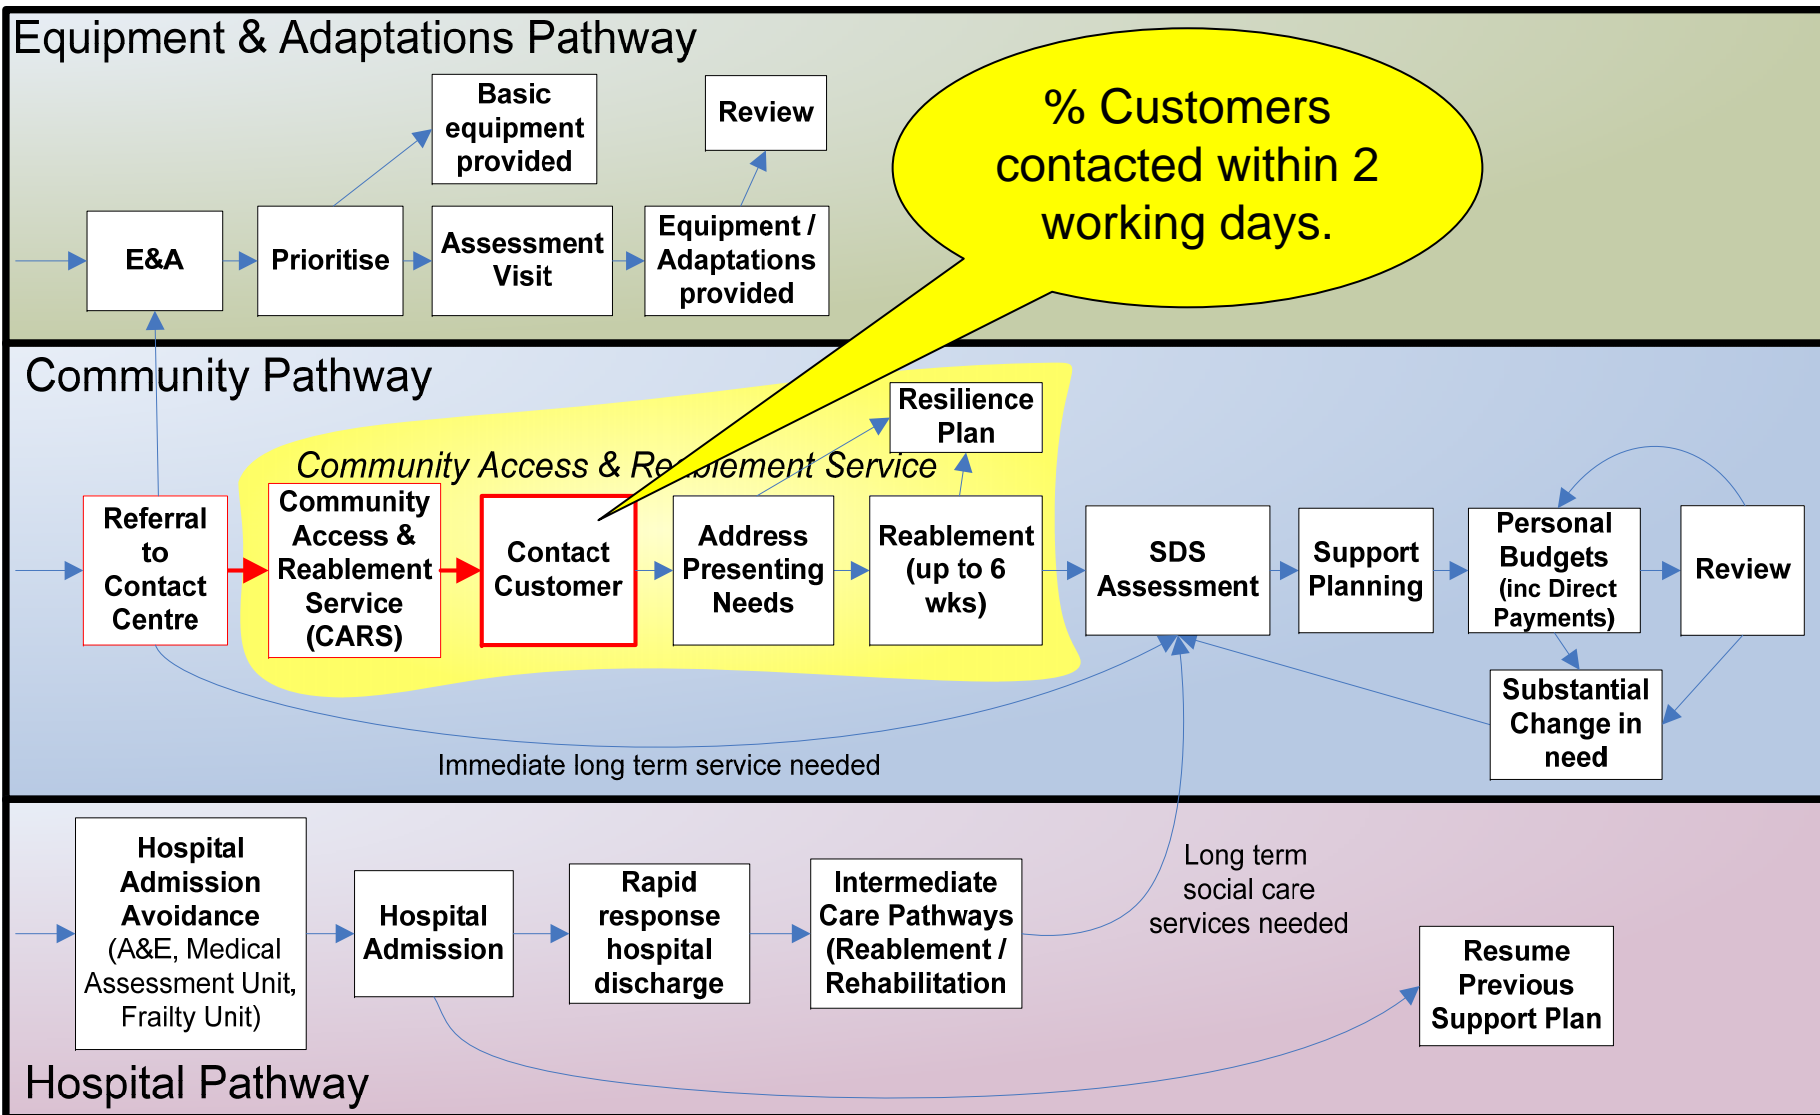 Equipment & Adaptations Pathway
Basic
equipment
provided
Review
% Customers
contacted within 2
working days.
E&A
Prioritise
Assessment
Visit
Equipment /
Adaptations
provided
Community Pathway
Resilience
Plan
Community Access & Reablement Service
Referral
to
Contact
Centre
Community
Access &
Reablement
Service
(CARS)
Contact
Customer
Address
Presenting
Needs
Reablement
(up to 6
wks)
SDS
Assessment
Support
Planning
Personal
Budgets
(inc Direct
Payments)
Review
Substantial
Change in
need
Immediate long term service needed
Hospital
Admission
Avoidance
(A&E, Medical
Assessment Unit,
Frailty Unit)
Hospital
Admission
Rapid
response
hospital
discharge
Intermediate
Care Pathways
(Reablement /
Rehabilitation
Long term
social care
services needed
Resume
Previous
Support Plan
Hospital Pathway